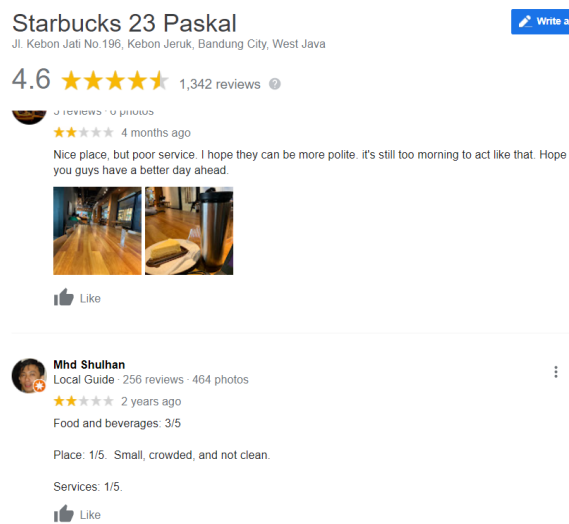 Starbucks 23 Paskal
Jl. Kebon Jati No.196, Kebon Jeruk, Bandung City, West Java
Write a
4.6 1,342 reviews
4 months ago
Nice place, but poor service. I hope they can be more polite. it's still too morning to act like that. Hope
you guys have a better day ahead.
Like
Mhd Shulhan
Local Guide · 256 reviews · 464 photos
2 years ago
Food and beverages: 3/5
Place: 1/5.  Small, crowded, and not clean.
Services: 1/5.
Like